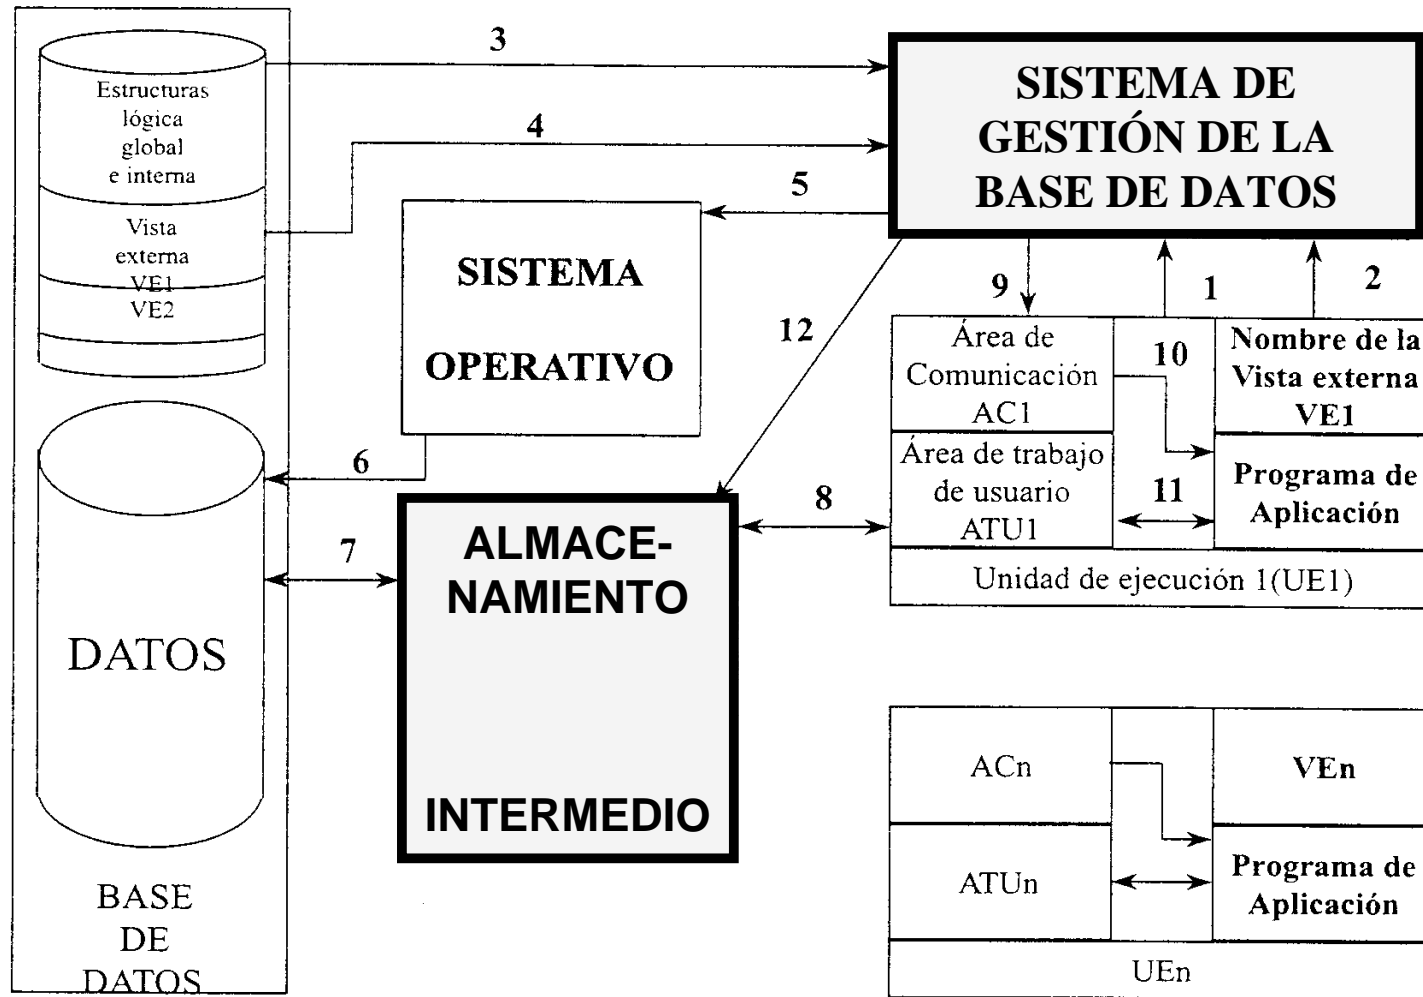 3
Estructuras
lógica
global
e interna
4
SISTEMA DE
GESTIÓN DE LA
BASE DE DATOS
5
Vista
externa
VE1
VE2
SISTEMA
OPERATIVO
9
1
2
12
Área de
Comunicación
AC1
10
Nombre de la
Vista externa
VE1
6
Área de trabajo
de usuario
ATU1
11
Programa de
Aplicación
8
Unidad de ejecución 1(UE1)
7
ALMACE-
NAMIENTO
INTERMEDIO
DATOS
BASE
DE
DATOS
ACn
VEn
ATUn
Programa de
Aplicación
UEn